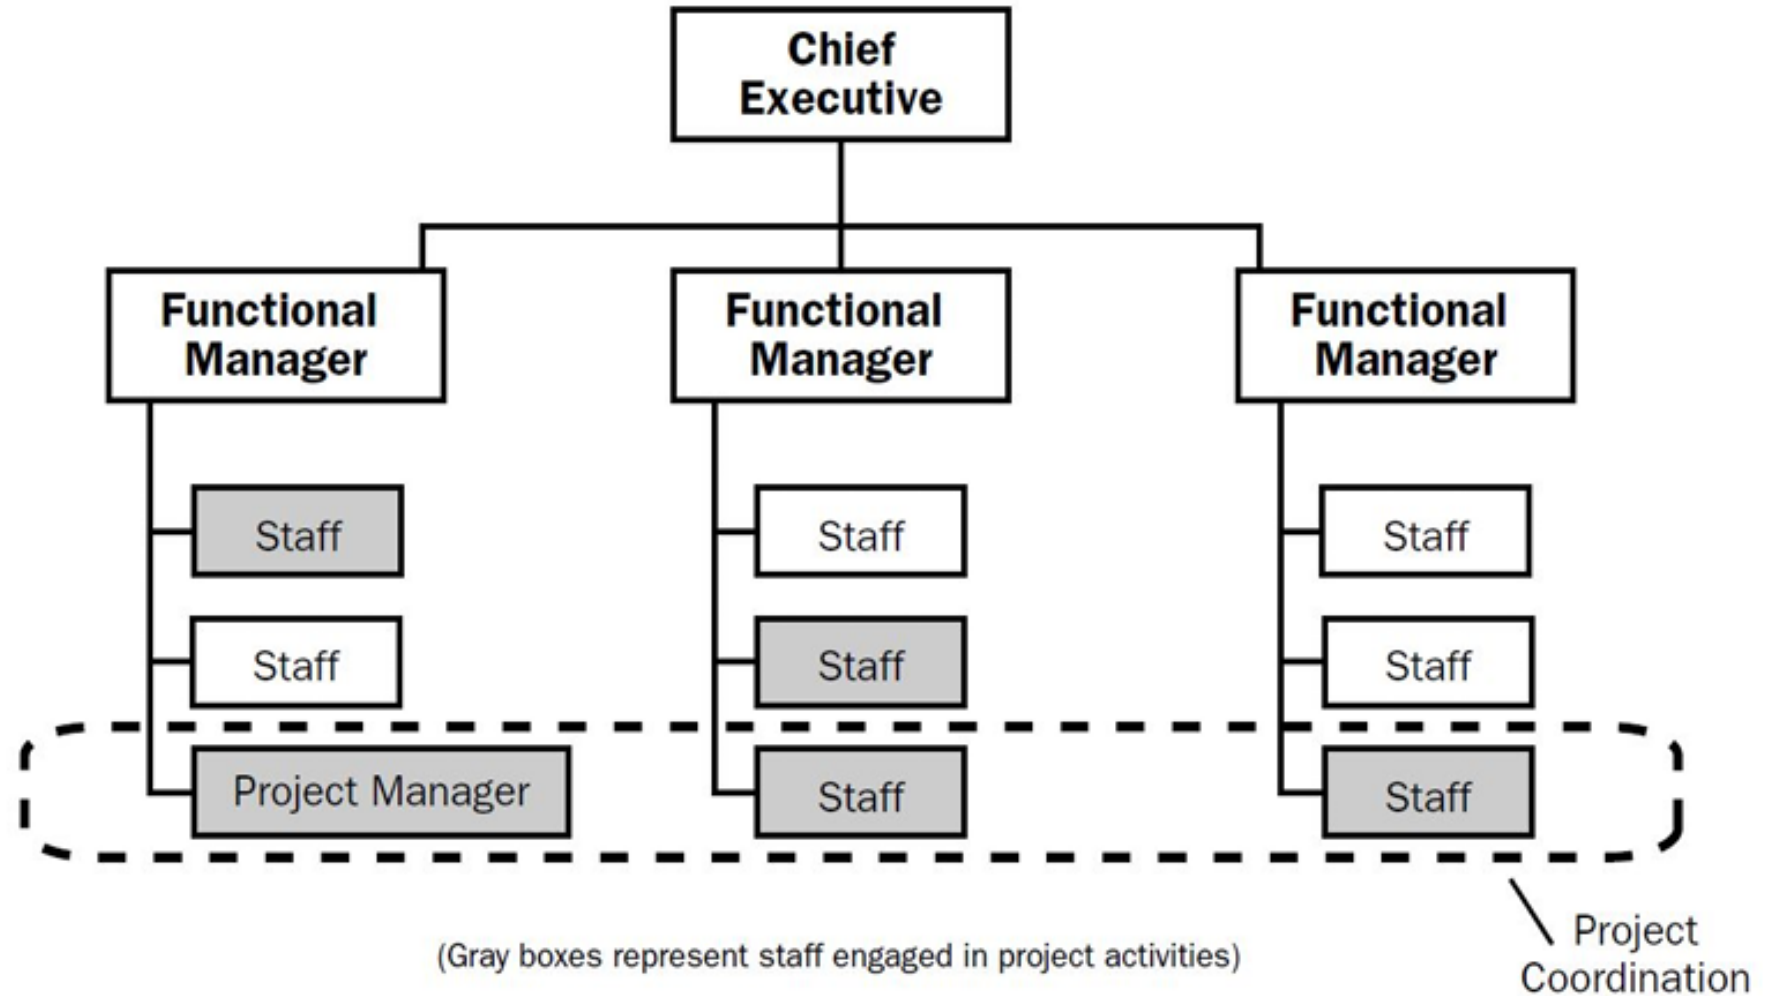 Chief
Executive
Functional
Manager
Functional
Manager
Functional
Manager
Staff
Staff
Staff
Staff
Staff
Staff
Project Manager
Staff
Staff
(Gray boxes represent staff engaged in project activities)
Project
Coordination